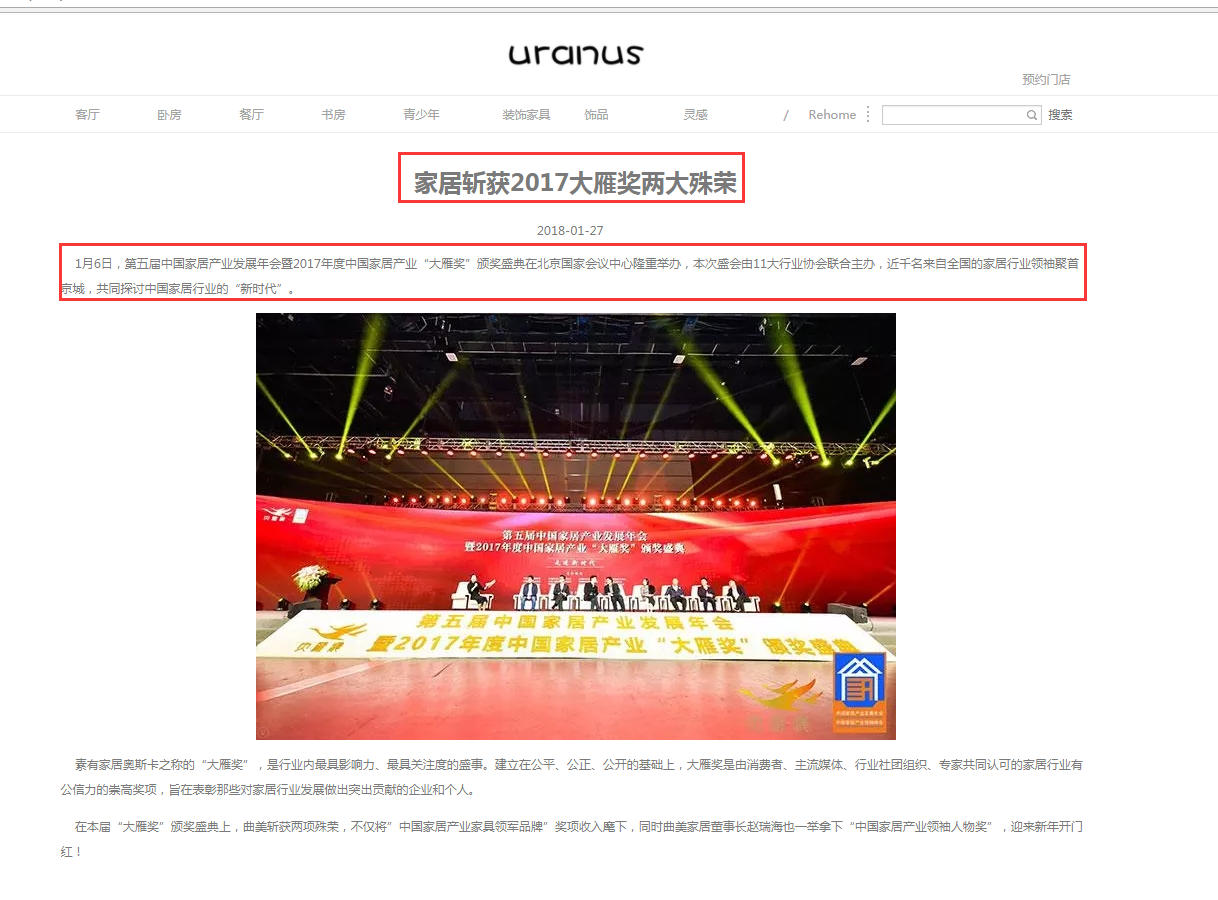 uranus
预约门店
客厅 卧房 餐厅 书房 青少年 装饰家具 饰品 灵感 / Rehome 搜索
家居斩获2017大雁奖两大殊荣
2018-01-27
1月6日，第五届中国家居产业发展年会暨2017年度中国家居产业“大雁奖”颁奖盛典在北京国家会议中心隆重举办，本次盛会由11大行业协会联合主办，近千名来自全国的家居行业领袖聚首
京城，共同探讨中国家居行业的“新时代”。
第五届中国家居产业发展年会
暨2017年度中国家居产业“大雁奖”颁奖盛典
走进新时代
第五届中国家居产业发展年会
暨2017年度中国家居产业“大雁奖”颁奖盛典
素有家居奥斯卡之称的“大雁奖”，是行业内最具影响力、最具关注度的盛事。建立在公平、公正、公开的基础上，大雁奖是由消费者、主流媒体、行业社团组织、专家共同认可的家居行业有
公信力的崇高奖项，旨在表彰那些对家居行业发展做出突出贡献的企业和个人。
在本届“大雁奖”颁奖盛典上，曲美斩获两项殊荣，不仅将”中国家居产业家具领军品牌”奖项收入麾下，同时曲美家居董事长赵瑞海也一举拿下“中国家居产业领袖人物奖”，迎来新年开门
红！